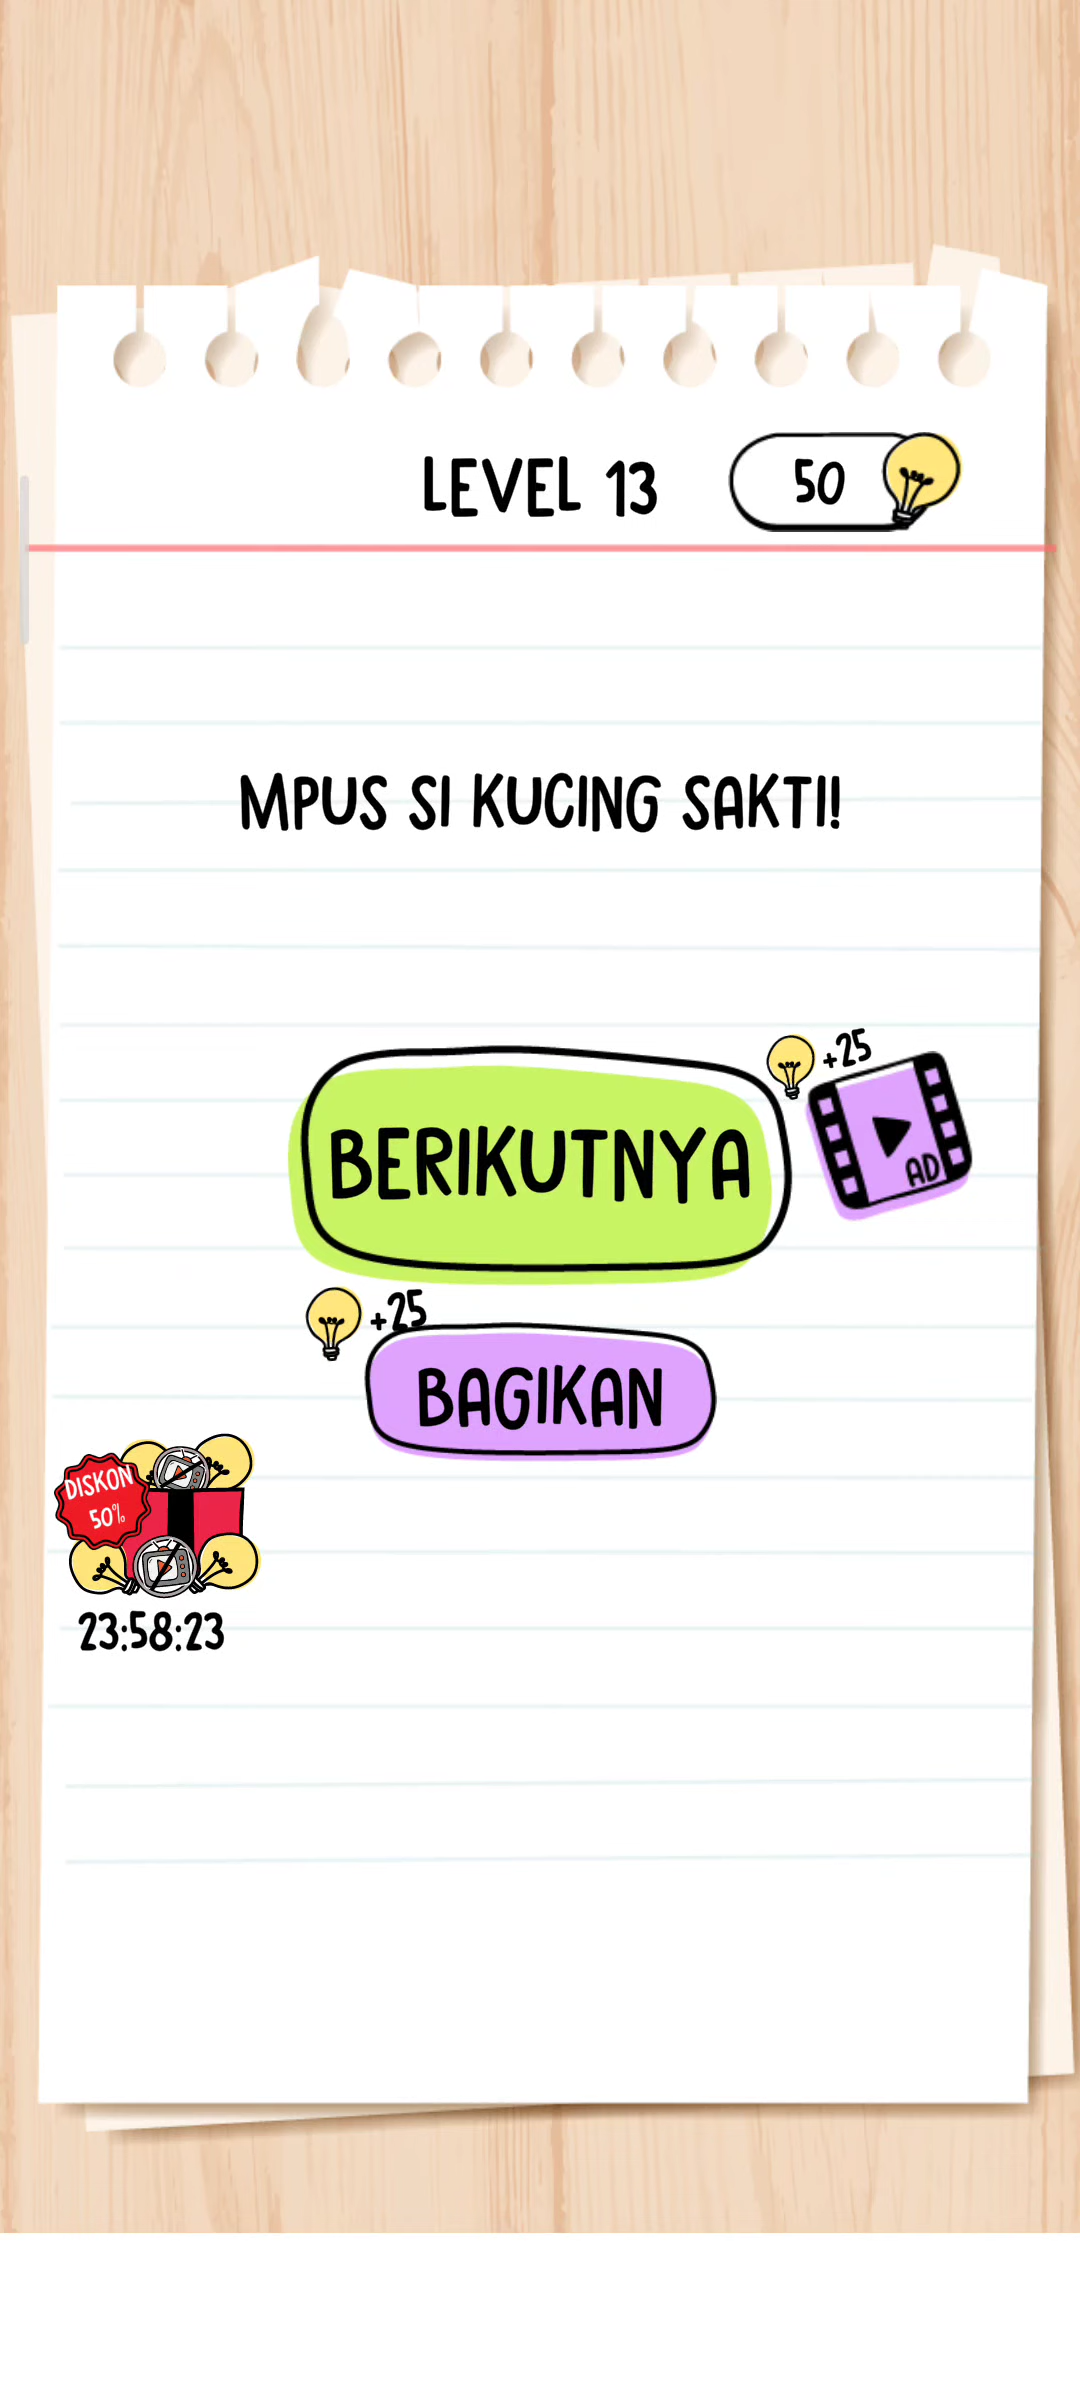 LEVEL 13
50
MPUS SI KUCING SAKTI!
+25
BERIKUTNYA
AD
+25
BAGIKAN
DISKON
50%
23:58:23